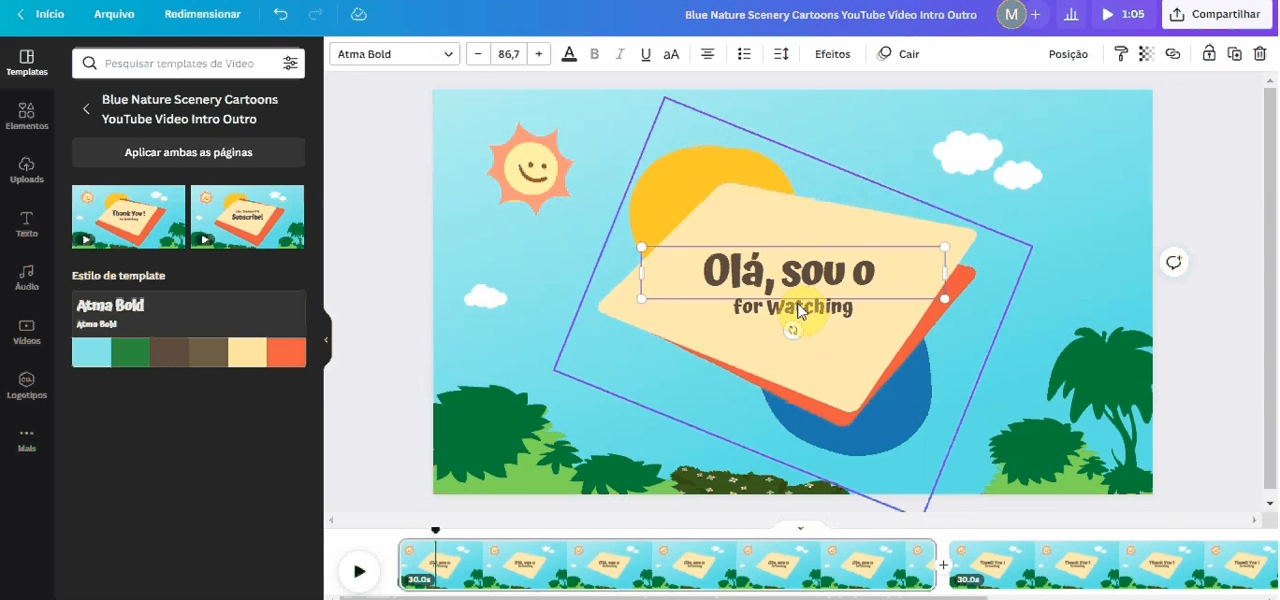 Início Arquivo Redimensionar Blue Nature Scenery Cartoons YouTube Video Intro Outro M 1:05 Compartilhar
Atma Bold 86,7 A B I U aA Efeitos Cair Posição
Templates
Elementos
Uploads
Texto
Áudio
Vídeos
Logotipos
Mais
Pesquisar templates de Vídeo
Blue Nature Scenery Cartoons
YouTube Video Intro Outro
Aplicar ambas as páginas
Thank You!
for Watching
Subscribe!
Estilo de template
Atma Bold
Atma Bold
Olá, sou o
for Watching
30.0s
30.0s